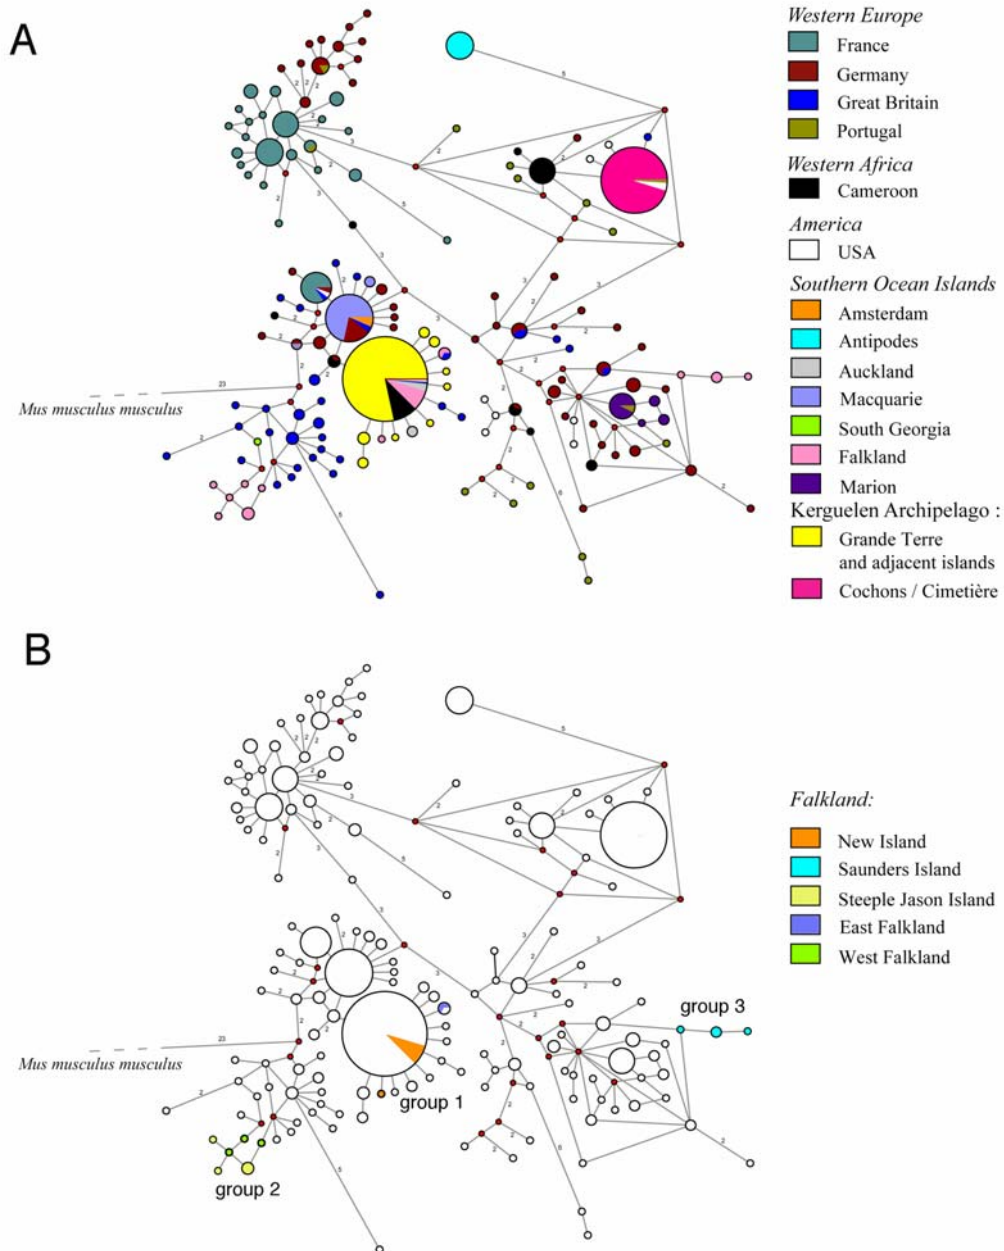 A
Western Europe
France
Germany
Great Britain
Portugal
Western Africa
Cameroon
America
USA
Southern Ocean Islands
Amsterdam
Antipodes
Auckland
Macquarie
South Georgia
Falkland
Marion
Kerguelen Archipelago :
Grande Terre
and adjacent islands
Cochons / Cimetière
Mus musculus musculus
23
B
Falkland:
New Island
Saunders Island
Steeple Jason Island
East Falkland
West Falkland
group 3
Mus musculus musculus
23
group 1
group 2